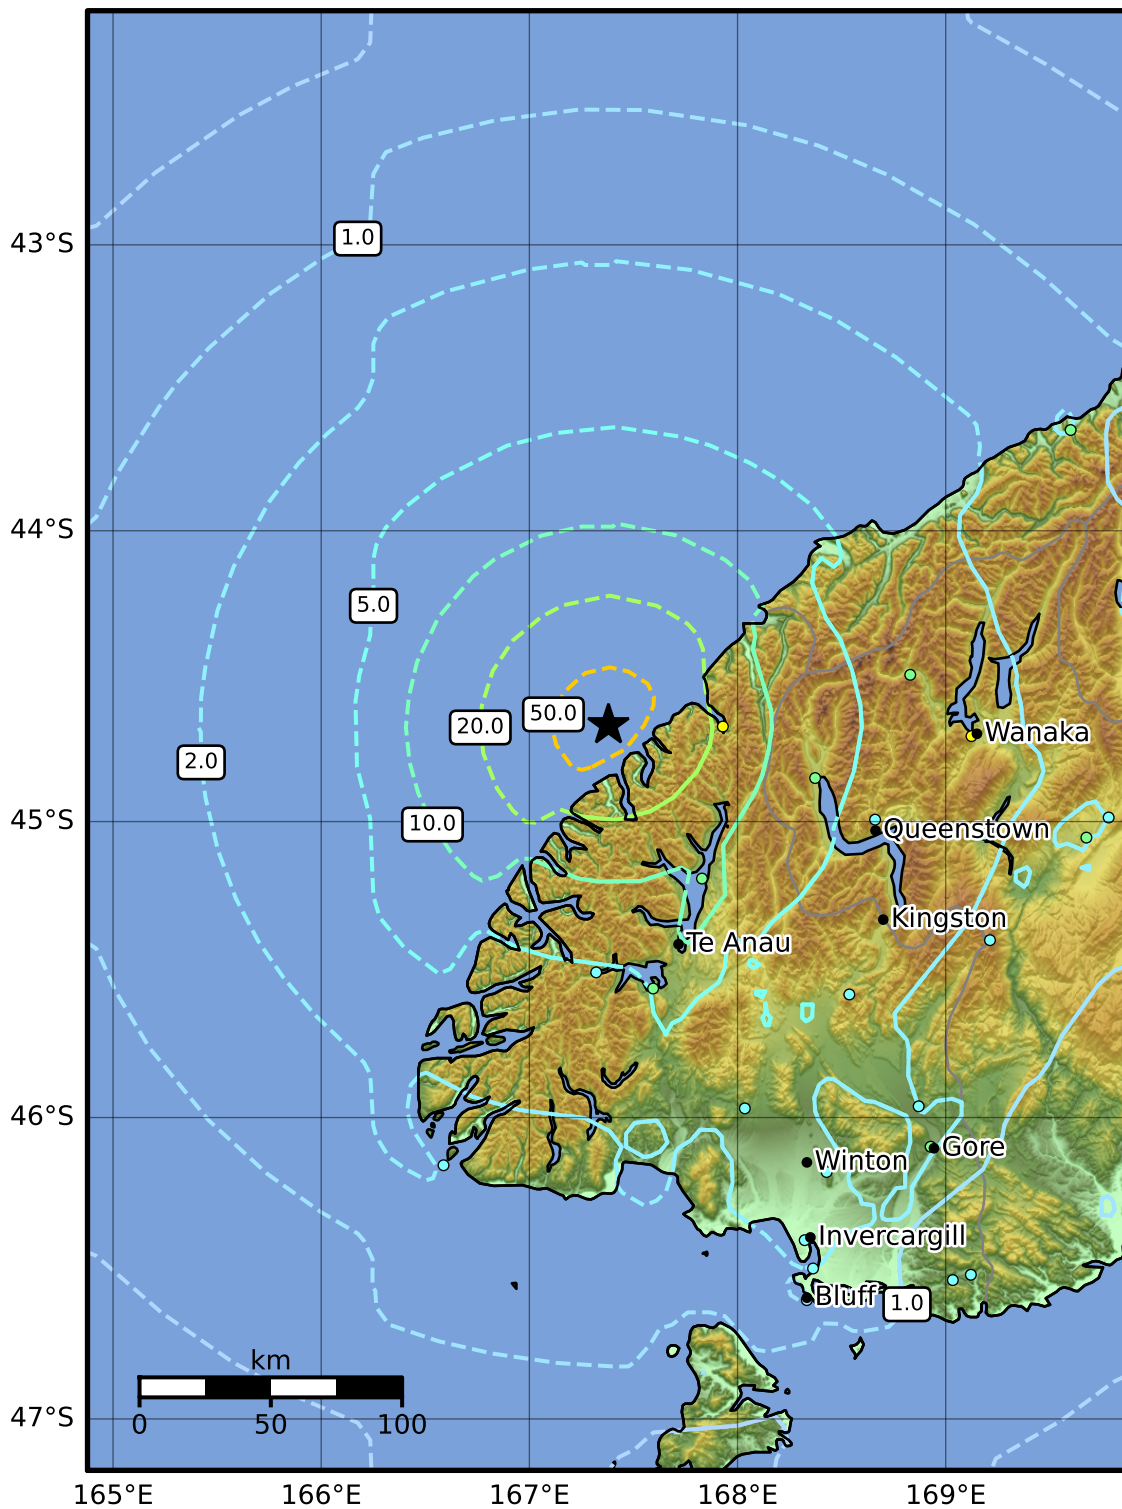 1.0
43°S
44°S
5.0
50.0
20.0
Wanaka
2.0
10.0
45°S
Queenstown
Kingston
Te Anau
46°S
Gore
Winton
Invercargill
Bluff
1.0
km
0 50 100
47°S
165°E 166°E 167°E 168°E 169°E